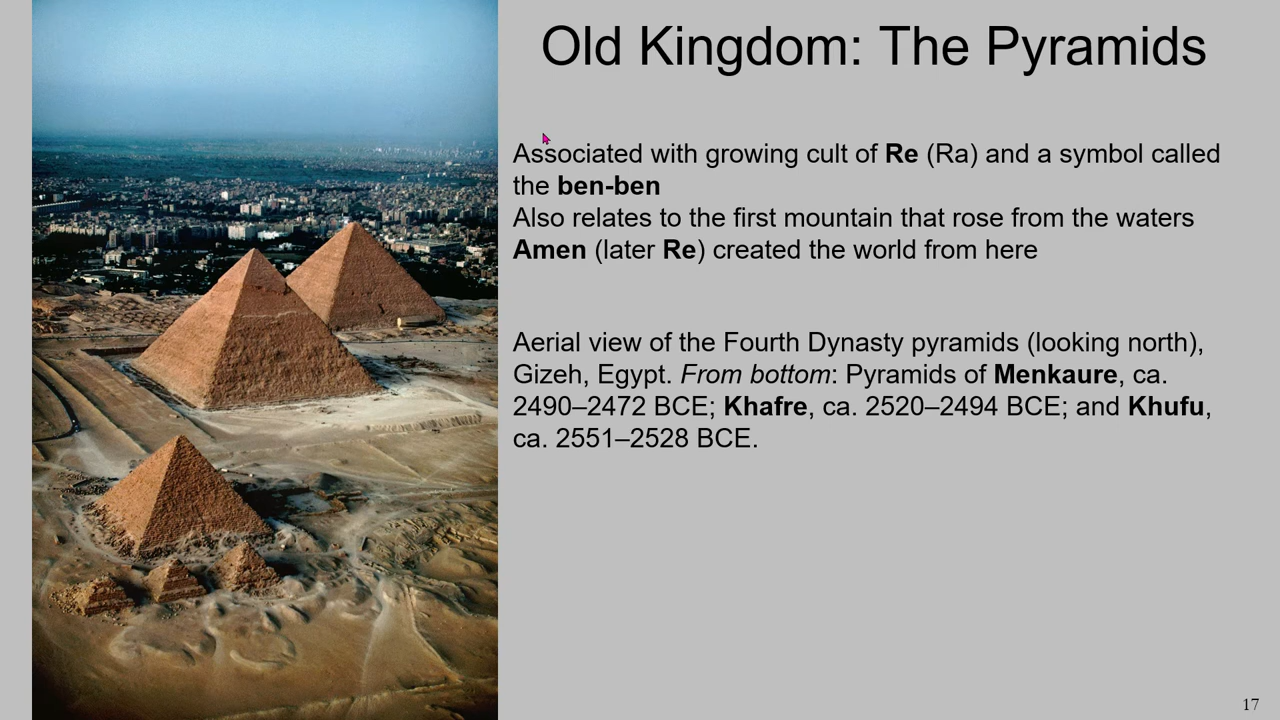 Old Kingdom: The Pyramids
Associated with growing cult of Re (Ra) and a symbol called
the ben-ben
Also relates to the first mountain that rose from the waters
Amen (later Re) created the world from here
Aerial view of the Fourth Dynasty pyramids (looking north),
Gizeh, Egypt. From bottom: Pyramids of Menkaure, ca.
2490–2472 BCE; Khafre, ca. 2520–2494 BCE; and Khufu,
ca. 2551–2528 BCE.
17